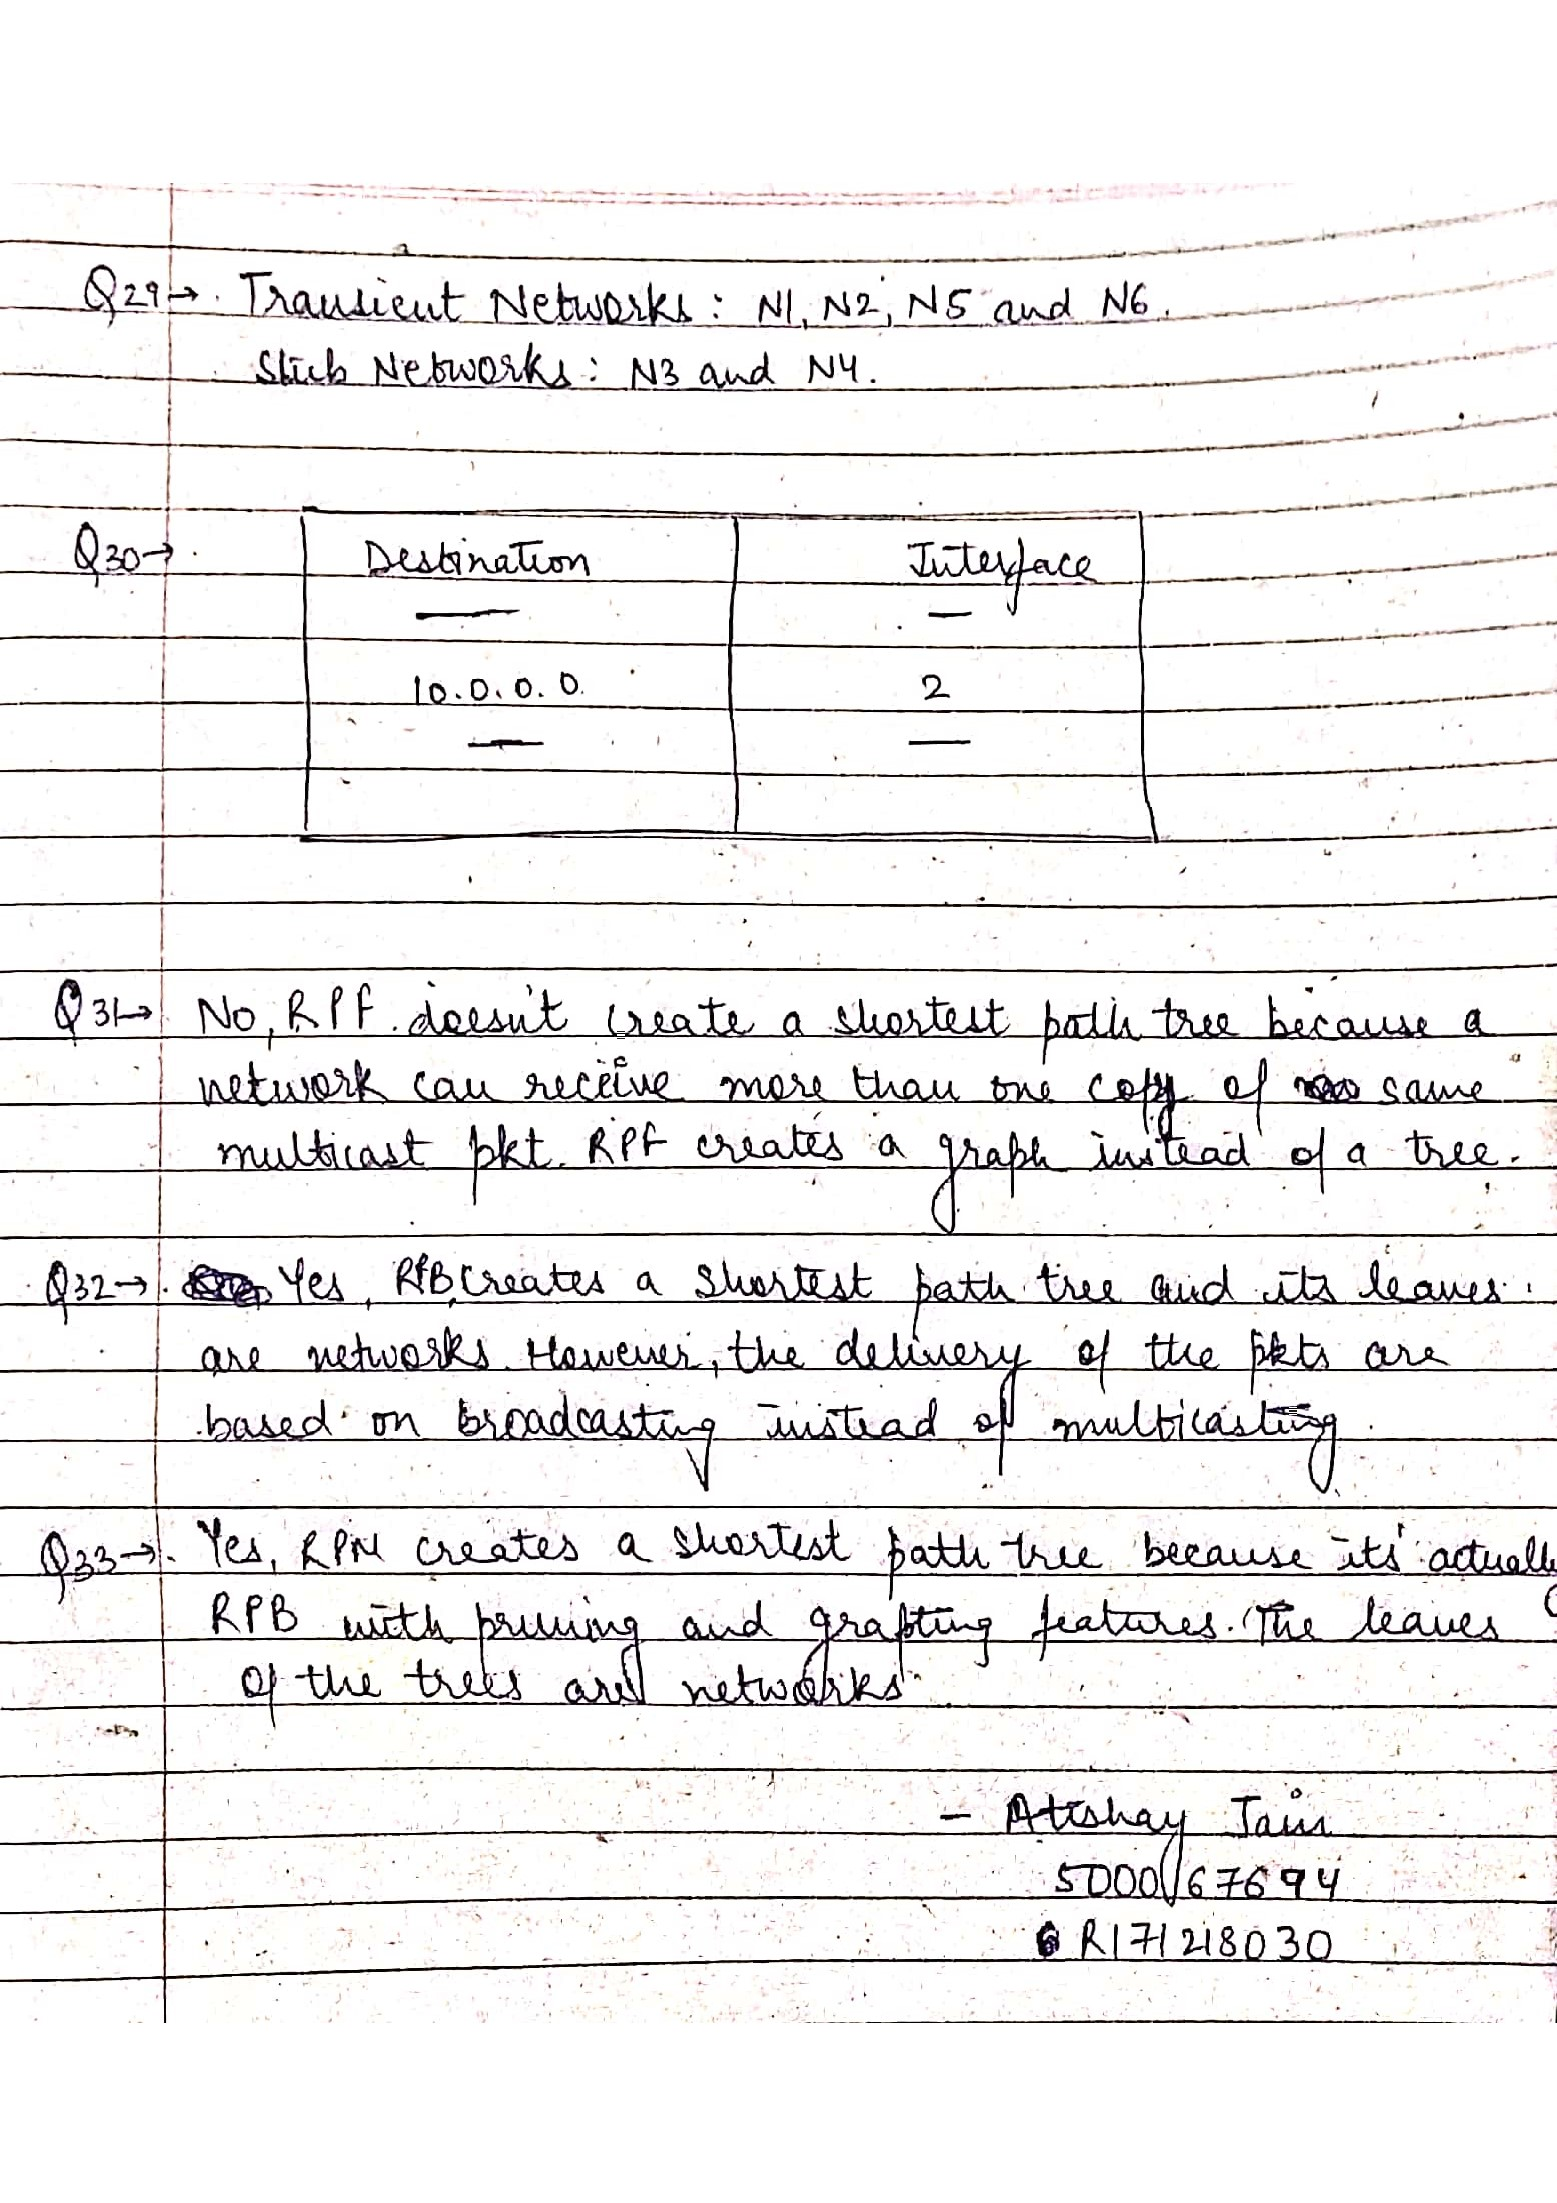 Q29→. Transient Networks: N1, N2, N5 and N6.
Stub Networks: N3 and N4.
Q30→.
Destination Interface
— —
10.0.0.0. 2
— —
Q31→. No, RPF doesn't create a shortest path tree because a
network can receive more than one copy of same
multicast pkt. RPF creates a graph instead of a tree.
Q32→. Yes, RPB creates a shortest path tree and its leaves
are networks. However, the delivery of the pkts are
based on broadcasting instead of multicasting.
Q33→. Yes, RPM creates a shortest path tree because its actually
RPB with pruning and grafting features. The leaves
of the trees are networks.
– Jain
500067694
R171218030